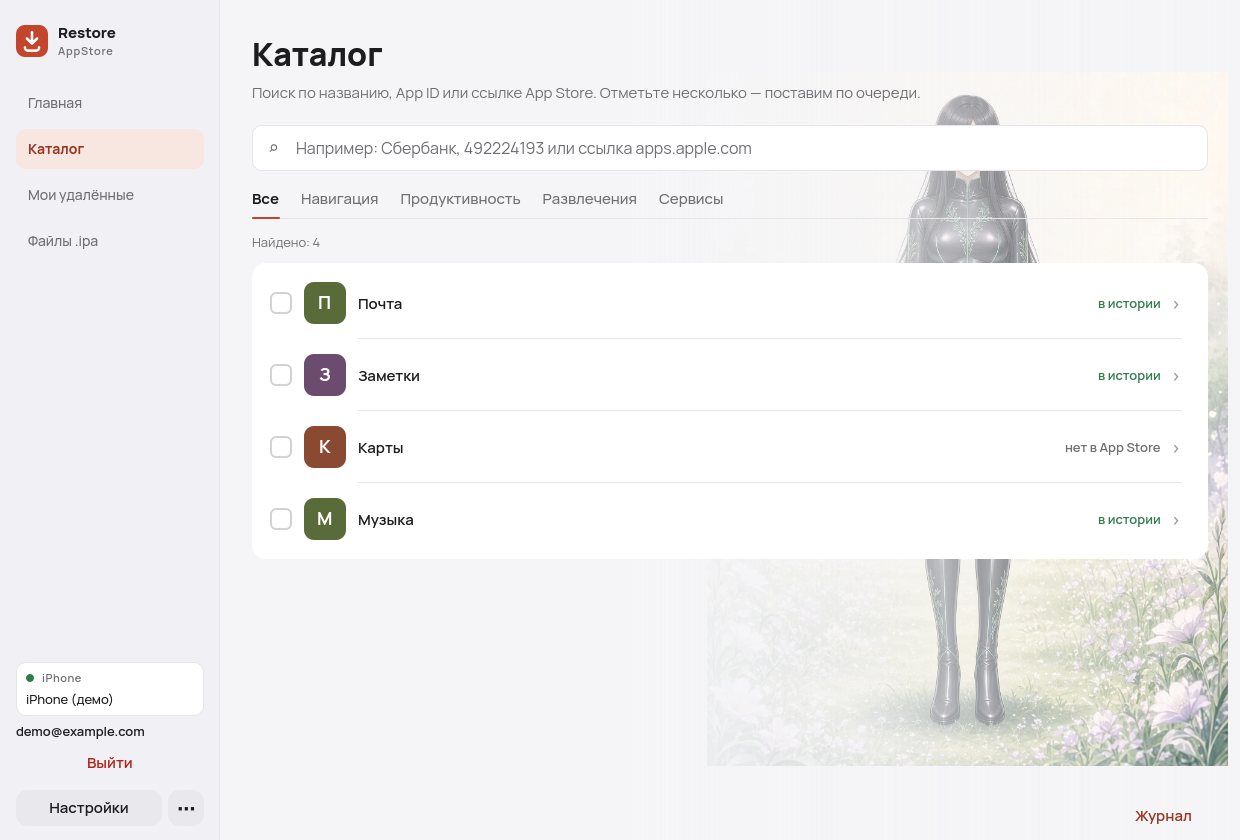 Restore
AppStore
Главная
Каталог
Мои удалённые
Файлы .ipa
iPhone
iPhone (демо)
demo@example.com
Выйти
Настройки
Каталог
Поиск по названию, App ID или ссылке App Store. Отметьте несколько — поставим по очереди.
Например: Сбербанк, 492224193 или ссылка apps.apple.com
Все Навигация Продуктивность Развлечения Сервисы
Найдено: 4
П Почта в истории
З Заметки в истории
К Карты нет в App Store
М Музыка в истории
Журнал